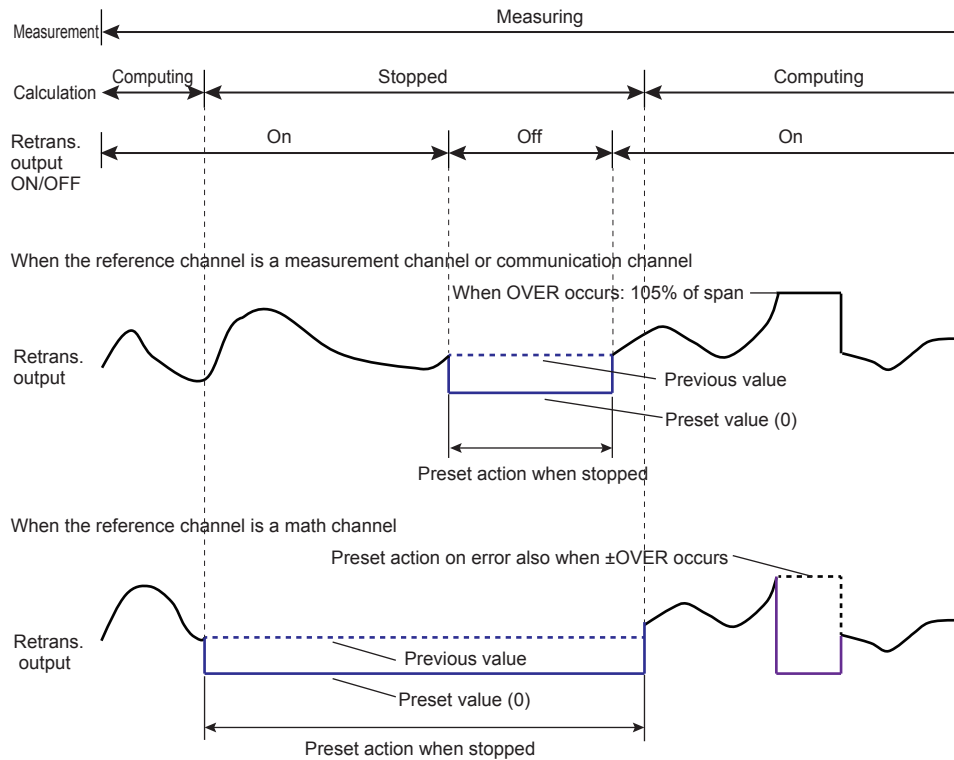 Measuring
Measurement
Computing
Stopped
Computing
Calculation
On
Off
On
Retrans.
output
ON/OFF
When the reference channel is a measurement channel or communication channel
When OVER occurs: 105% of span
Retrans.
output
Previous value
Preset value (0)
Preset action when stopped
When the reference channel is a math channel
Preset action on error also when ±OVER occurs
Retrans.
output
Previous value
Preset value (0)
Preset action when stopped